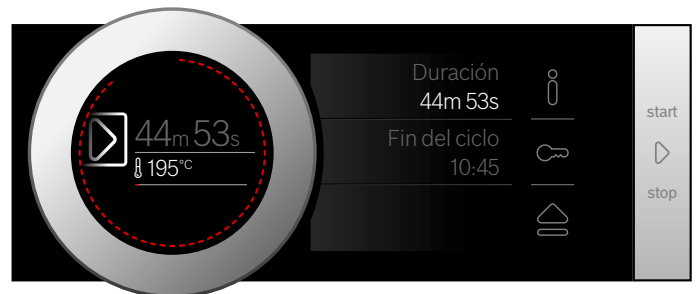 44m 53s
195°C
Duración
44m 53s
Fin del ciclo
10:45
start
stop